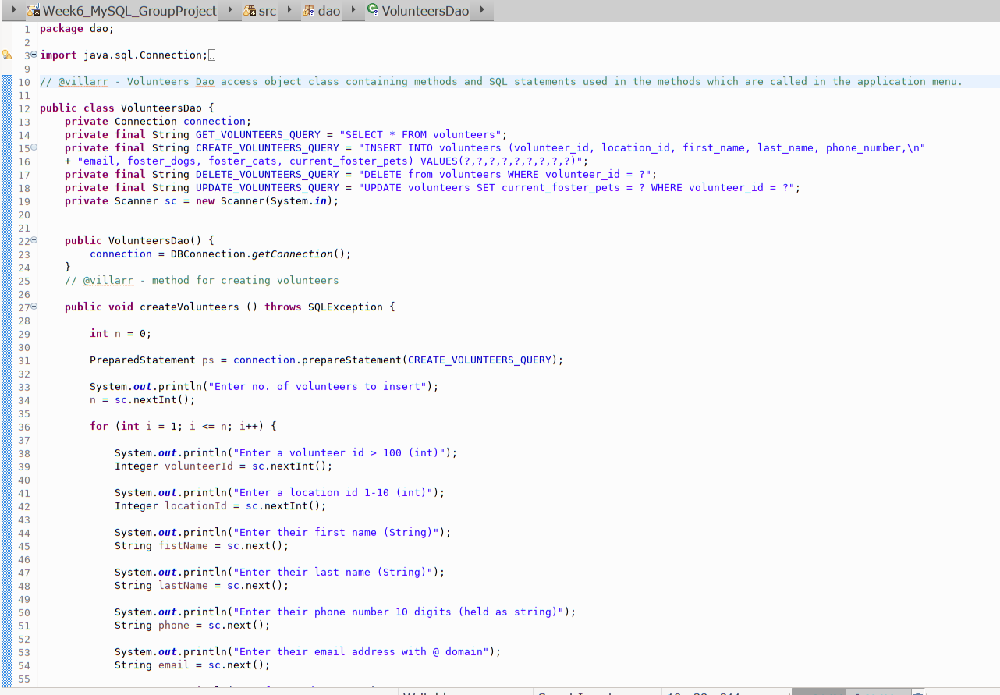 Week6_MySQL_GroupProject src dao VolunteersDao
1 package dao;
2
3 import java.sql.Connection;
9
10 // @villarr - Volunteers Dao access object class containing methods and SQL statements used in the methods which are called in the application menu.
11
12 public class VolunteersDao {
13 private Connection connection;
14 private final String GET_VOLUNTEERS_QUERY = "SELECT * FROM volunteers";
15 private final String CREATE_VOLUNTEERS_QUERY = "INSERT INTO volunteers (volunteer_id, location_id, first_name, last_name, phone_number,\n"
16 + "email, foster_dogs, foster_cats, current_foster_pets) VALUES(?,?,?,?,?,?,?,?,?)";
17 private final String DELETE_VOLUNTEERS_QUERY = "DELETE from volunteers WHERE volunteer_id = ?";
18 private final String UPDATE_VOLUNTEERS_QUERY = "UPDATE volunteers SET current_foster_pets = ? WHERE volunteer_id = ?";
19 private Scanner sc = new Scanner(System.in);
20
21
22 public VolunteersDao() {
23 connection = DBConnection.getConnection();
24 }
25 // @villarr - method for creating volunteers
26
27 public void createVolunteers () throws SQLException {
28
29 int n = 0;
30
31 PreparedStatement ps = connection.prepareStatement(CREATE_VOLUNTEERS_QUERY);
32
33 System.out.println("Enter no. of volunteers to insert");
34 n = sc.nextInt();
35
36 for (int i = 1; i <= n; i++) {
37
38 System.out.println("Enter a volunteer id > 100 (int)");
39 Integer volunteerId = sc.nextInt();
40
41 System.out.println("Enter a location id 1-10 (int)");
42 Integer locationId = sc.nextInt();
43
44 System.out.println("Enter their first name (String)");
45 String fistName = sc.next();
46
47 System.out.println("Enter their last name (String)");
48 String lastName = sc.next();
49
50 System.out.println("Enter their phone number 10 digits (held as string)");
51 String phone = sc.next();
52
53 System.out.println("Enter their email address with @ domain");
54 String email = sc.next();
55